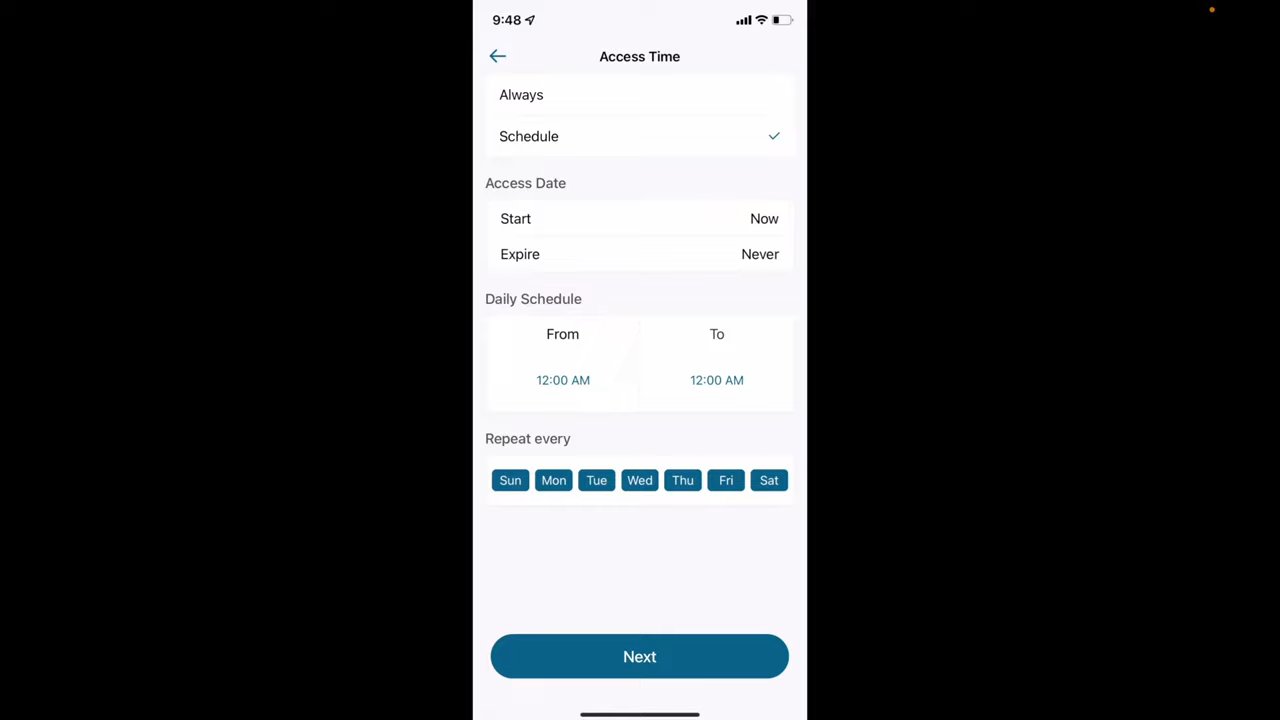 9:48
Access Time
Always
Schedule
Access Date
Start Now
Expire Never
Daily Schedule
From To
12:00 AM 12:00 AM
Repeat every
Sun Mon Tue Wed Thu Fri Sat
Next